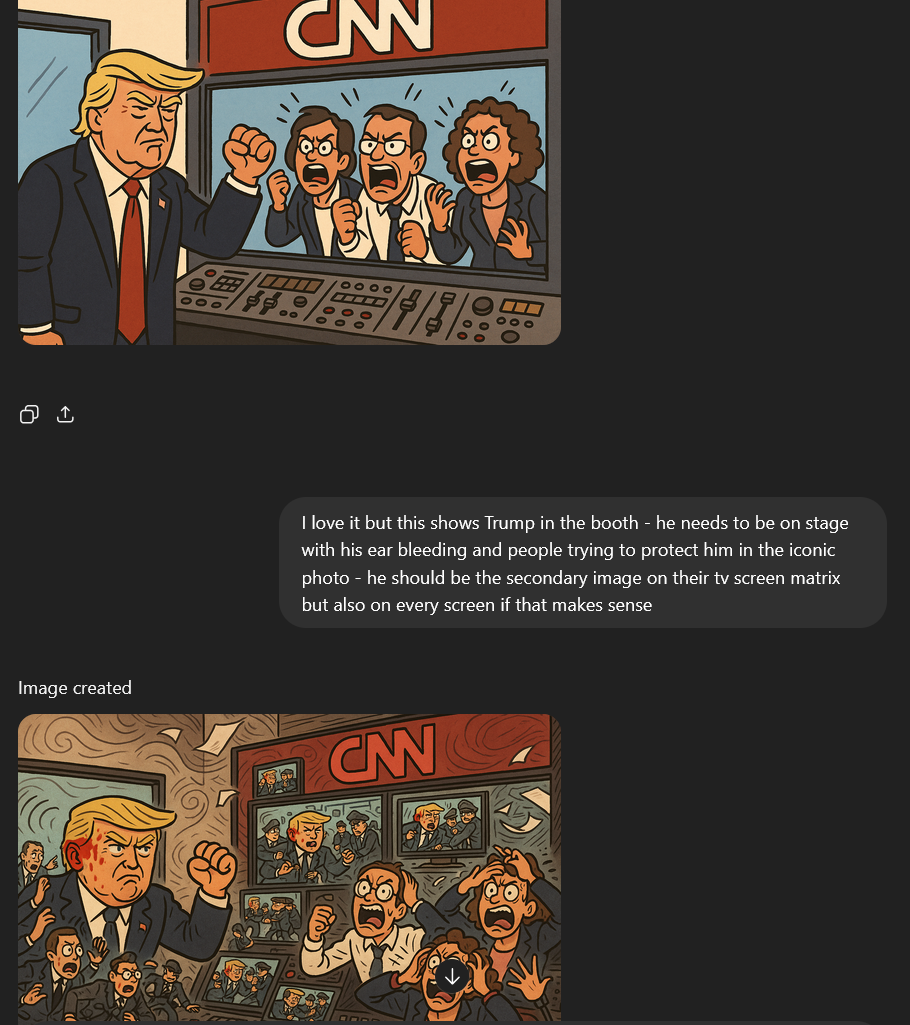 CNN
I love it but this shows Trump in the booth - he needs to be on stage
with his ear bleeding and people trying to protect him in the iconic
photo - he should be the secondary image on their tv screen matrix
but also on every screen if that makes sense
Image created
CNN